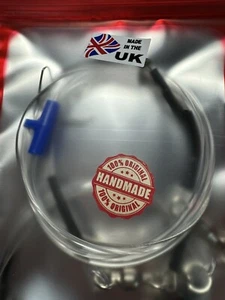 MADE
IN THE
UK
100% ORIGINAL
HANDMADE
100% ORIGINAL